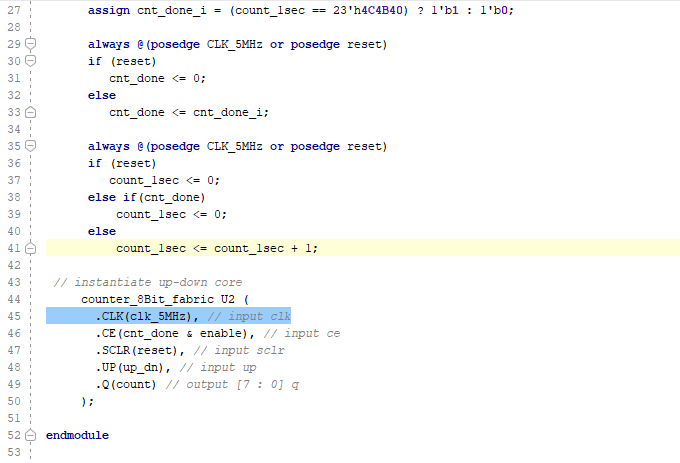 27 assign cnt_done_i = (count_1sec == 23'h4C4B40) ? 1'b1 : 1'b0;
28
29 always @(posedge CLK_5MHz or posedge reset)
30 if (reset)
31 cnt_done <= 0;
32 else
33 cnt_done <= cnt_done_i;
34
35 always @(posedge CLK_5MHz or posedge reset)
36 if (reset)
37 count_1sec <= 0;
38 else if(cnt_done)
39 count_1sec <= 0;
40 else
41 count_1sec <= count_1sec + 1;
42
43 // instantiate up-down core
44 counter_8Bit_fabric U2 (
45 .CLK(clk_5MHz), // input clk
46 .CE(cnt_done & enable), // input ce
47 .SCLR(reset), // input sclr
48 .UP(up_dn), // input up
49 .Q(count) // output [7 : 0] q
50 );
51
52 endmodule
53